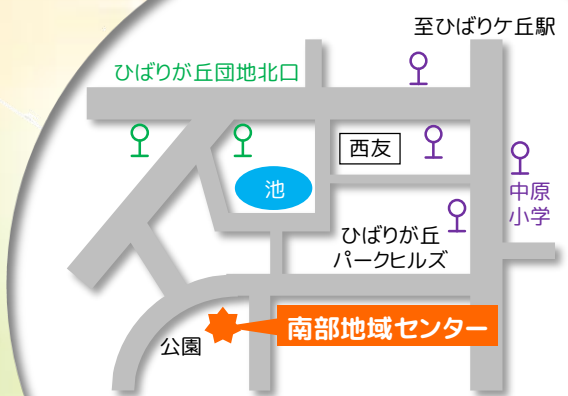 至ひばりケ丘駅
ひばりが丘団地北口
西友
池
中原
小学
ひばりが丘
パークヒルズ
南部地域センター
公園